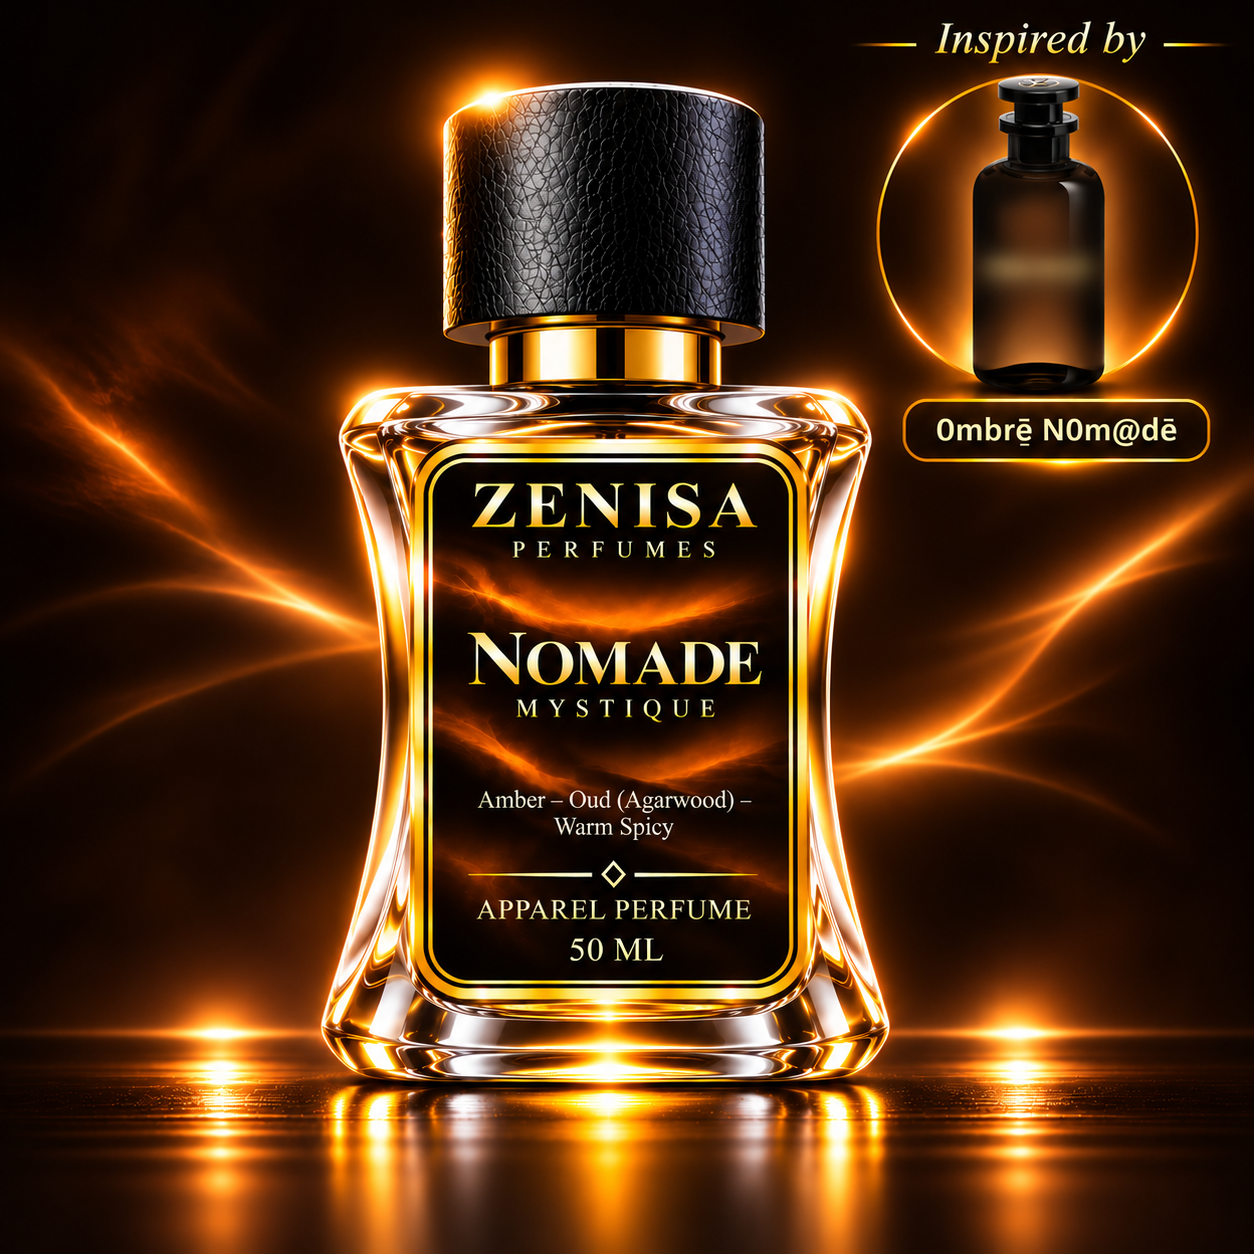 Inspired by
0mbrē̱ N0m@dē
ZENISA
PERFUMES
NOMADE
MYSTIQUE
Amber – Oud (Agarwood) –
Warm Spicy
APPAREL PERFUME
50 ML